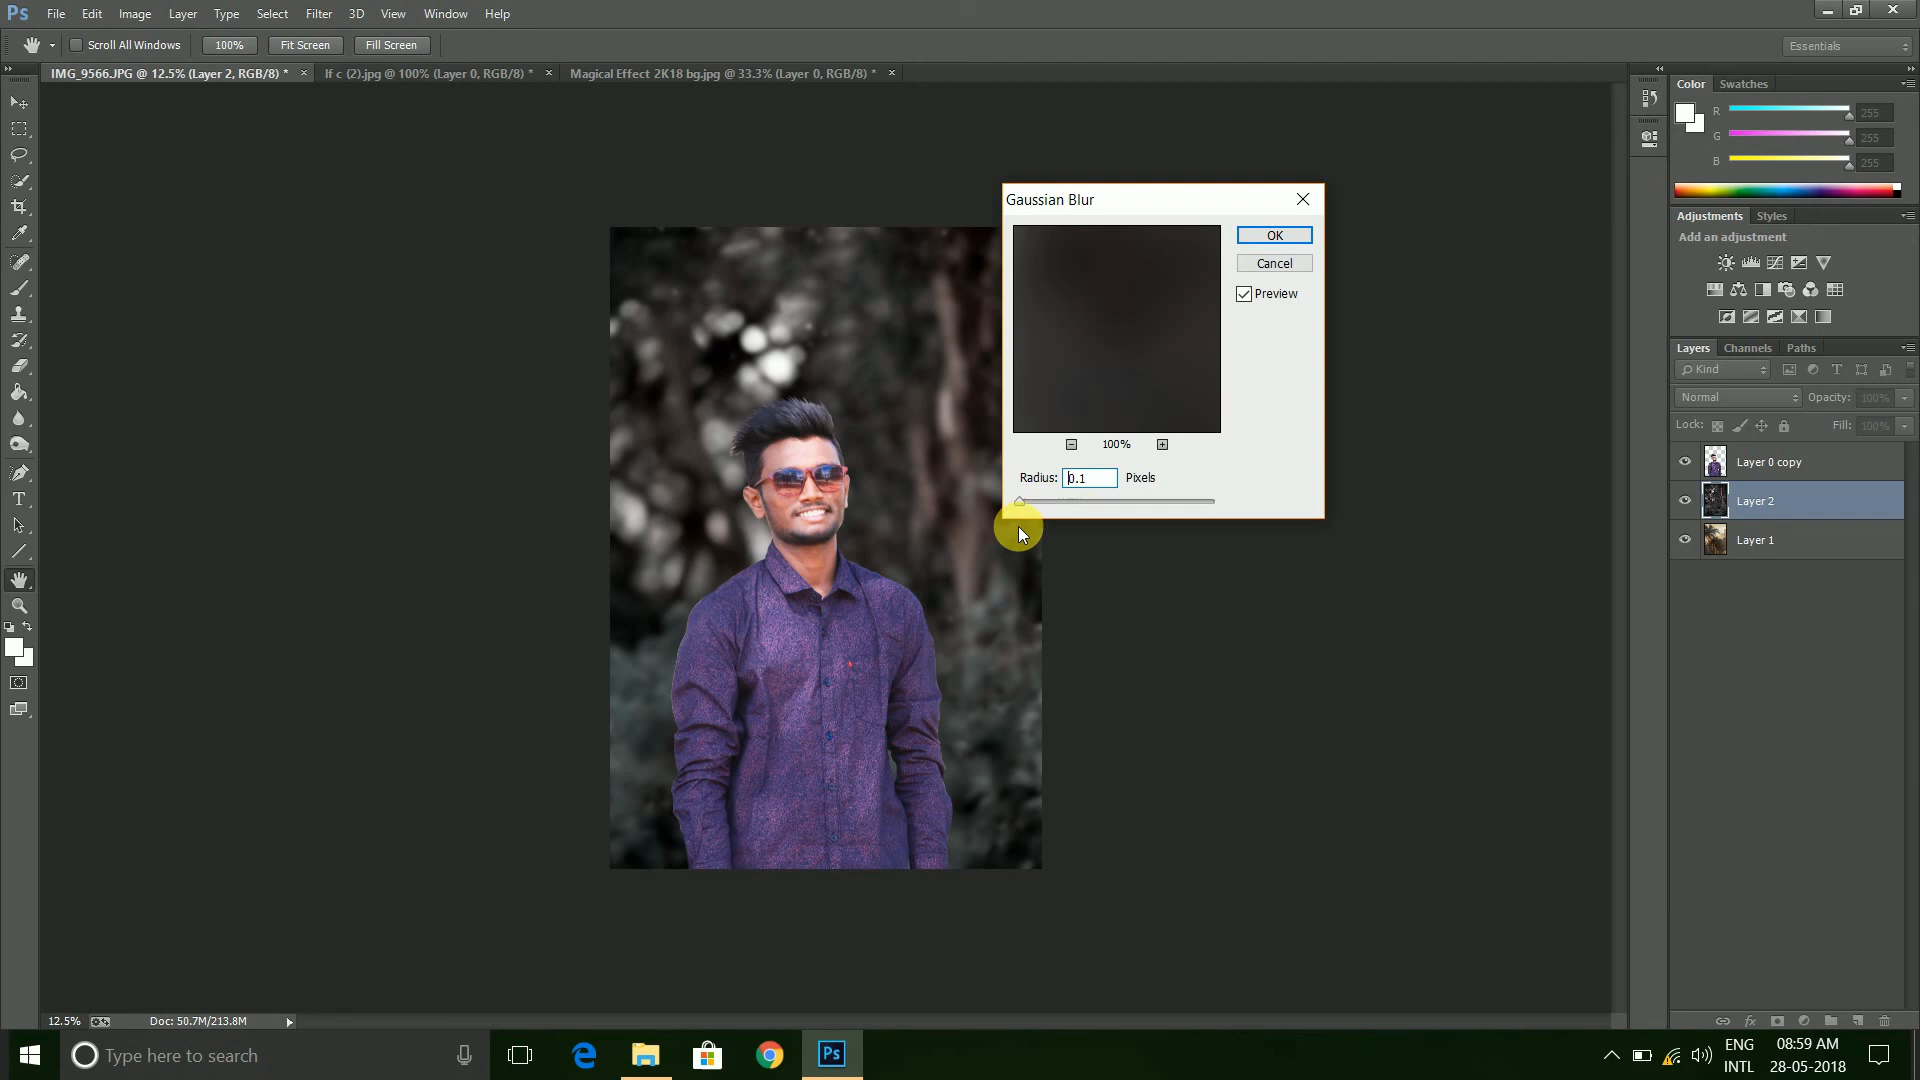 Ps File Edit Image Layer Type Select Filter 3D View Window Help
Scroll All Windows 100% Fit Screen Fill Screen Essentials
IMG_9566.JPG @ 12.5% (Layer 2, RGB/8) * × If c (2).jpg @ 100% (Layer 0, RGB/8) * × Magical Effect 2K18 bg.jpg @ 33.3% (Layer 0, RGB/8) * ×
Color Swatches
R 255
G 255
B 255
Gaussian Blur
OK
Cancel
Preview
100%
Radius: 0.1 Pixels
Adjustments Styles
Add an adjustment
Layers Channels Paths
Kind
Normal Opacity: 100%
Lock: Fill: 100%
Layer 0 copy
Layer 2
Layer 1
12.5% Doc: 50.7M/213.8M
Type here to search
Ps
ENG 08:59 AM
INTL 28-05-2018